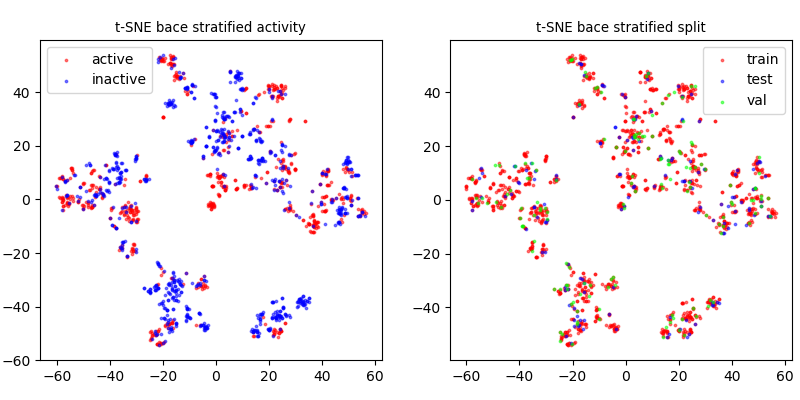 t-SNE bace stratified activity
active
inactive
40
20
0
−20
−40
−60
−60 −40 −20 0 20 40 60
t-SNE bace stratified split
train
test
val
40
20
0
−20
−40
−60 −40 −20 0 20 40 60